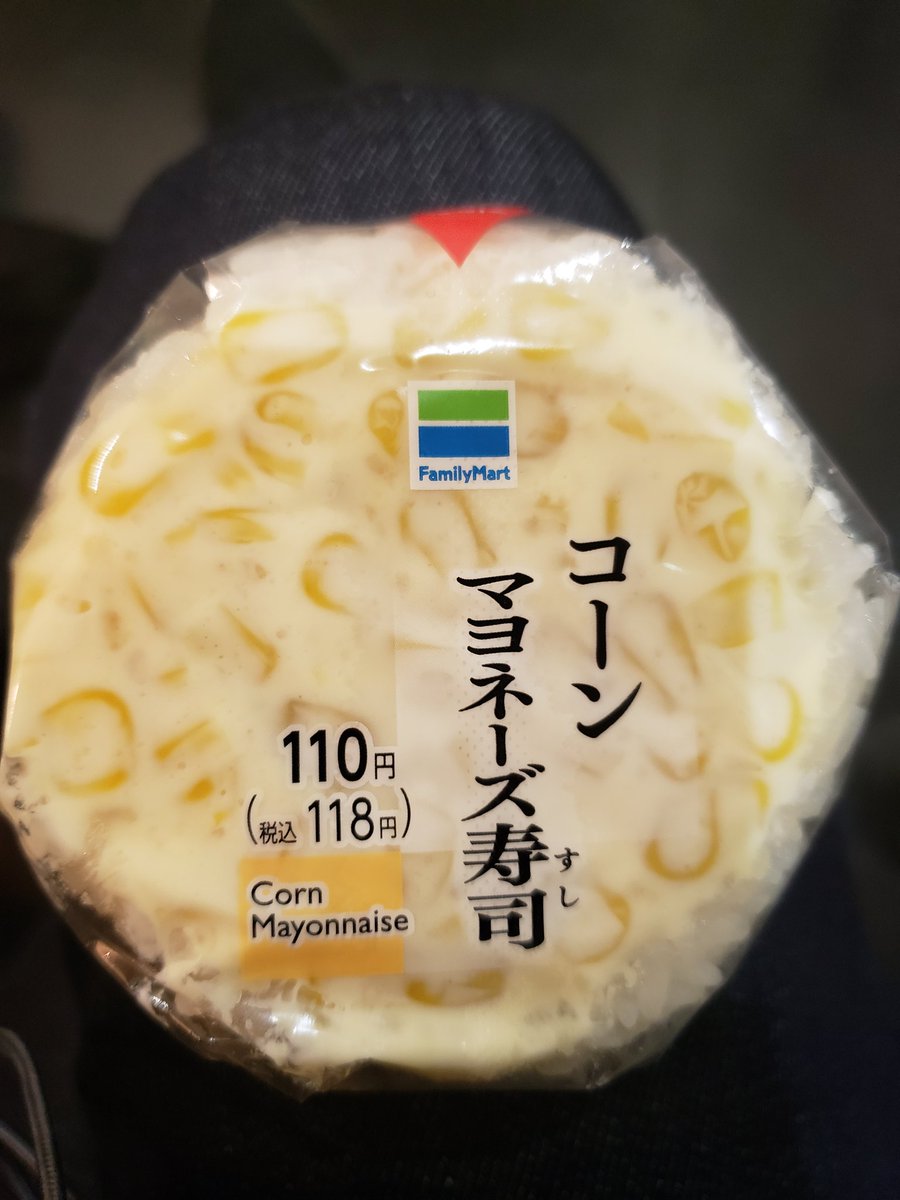 FamilyMart
コーン
マヨネーズ寿司
すし
110円
(税込 118円)
Corn
Mayonnaise